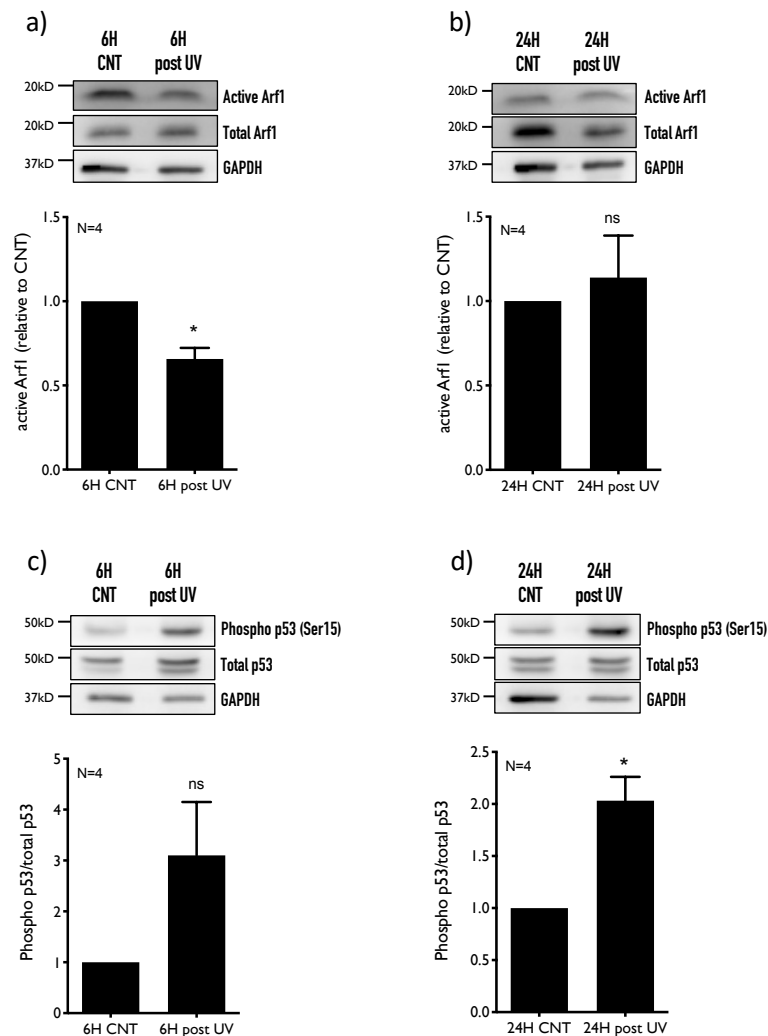 a)
6H 6H
CNT post UV
20kD Active Arf1
20kD Total Arf1
37kD GAPDH
active Arf1 (relative to CNT)
1.5
1.0
0.5
0.0
N=4
*
6H CNT 6H post UV
b)
24H 24H
CNT post UV
20kD Active Arf1
20kD Total Arf1
37kD GAPDH
active Arf1 (relative to CNT)
1.5
1.0
0.5
0.0
N=4
ns
24H CNT 24H post UV
c)
6H 6H
CNT post UV
50kD Phospho p53 (Ser15)
50kD Total p53
37kD GAPDH
Phospho p53/total p53
5
4
3
2
1
0
N=4
ns
6H CNT 6H post UV
d)
24H 24H
CNT post UV
50kD Phospho p53 (Ser15)
50kD Total p53
37kD GAPDH
Phospho p53/total p53
2.5
2.0
1.5
1.0
0.5
0.0
N=4
*
24H CNT 24H post UV